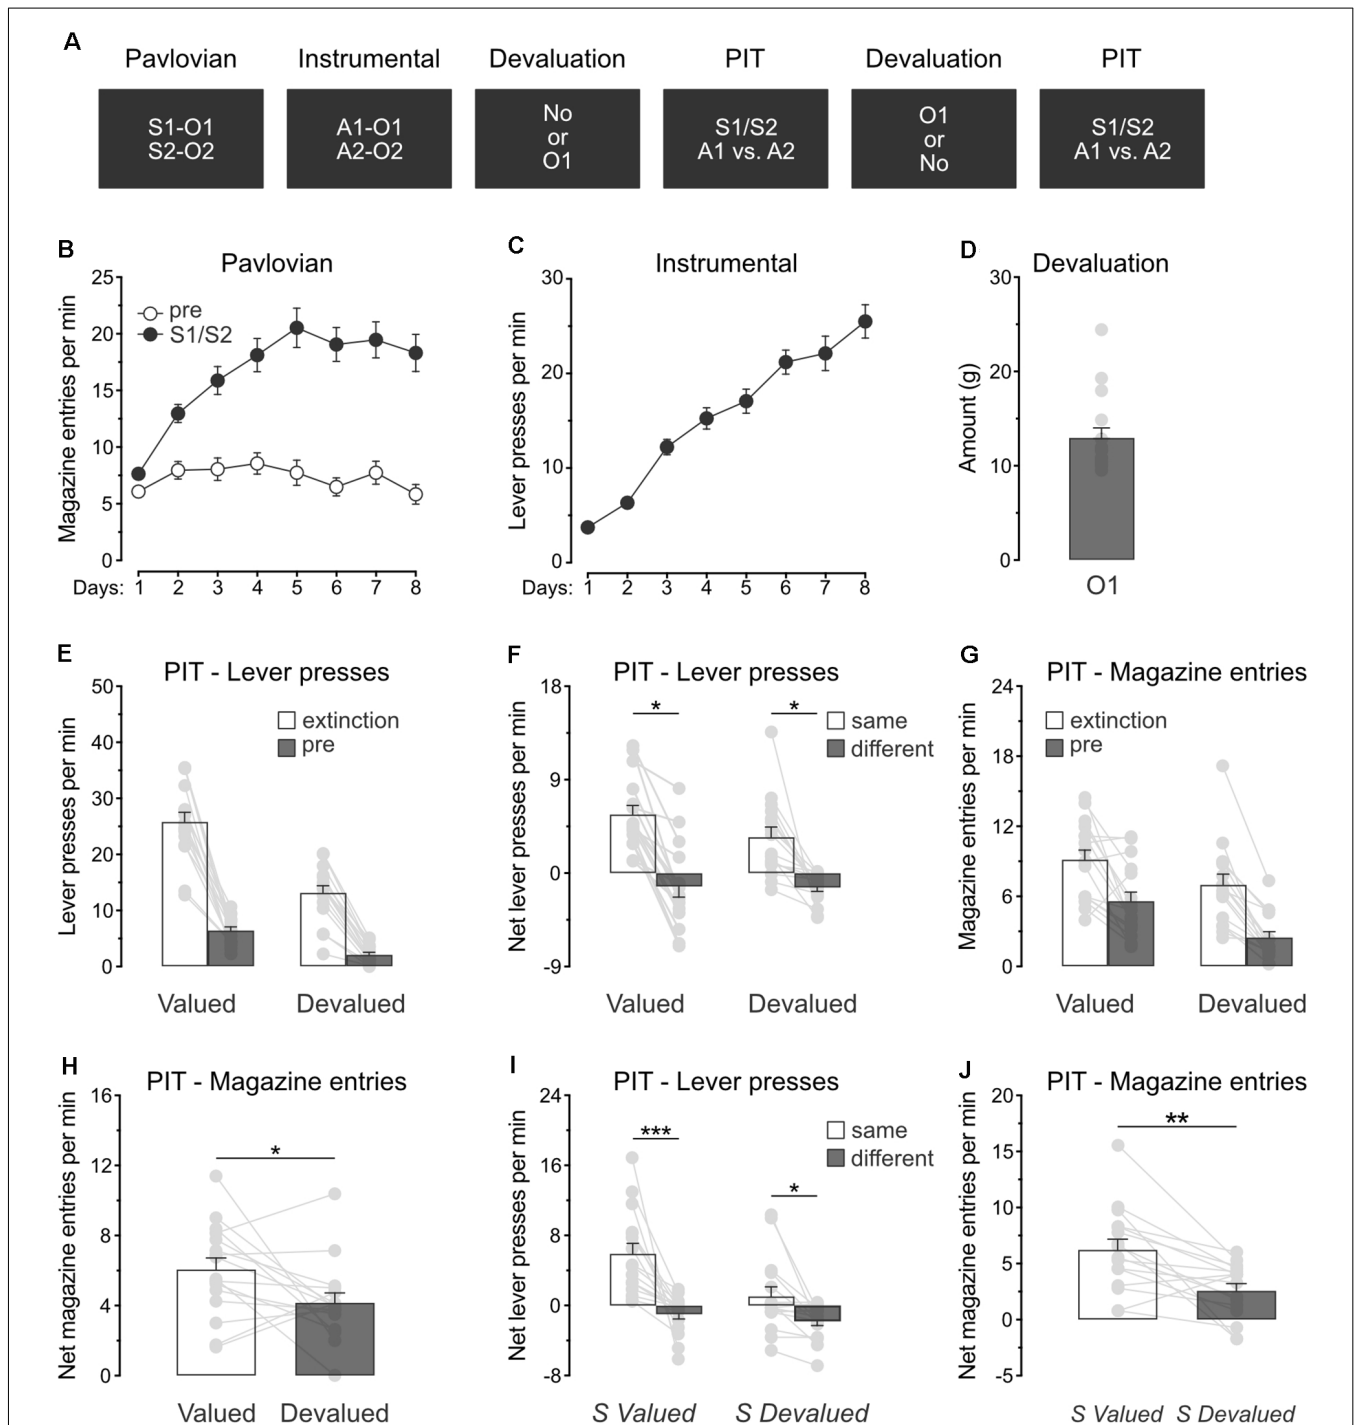 A
Pavlovian Instrumental Devaluation PIT Devaluation PIT
S1-O1
S2-O2
A1-O1
A2-O2
No
or
O1
S1/S2
A1 vs. A2
O1
or
No
S1/S2
A1 vs. A2
B
Pavlovian
Magazine entries per min
25
20
15
10
5
0
pre
S1/S2
Days: 1 2 3 4 5 6 7 8
C
Instrumental
Lever presses per min
30
20
10
0
Days: 1 2 3 4 5 6 7 8
D
Devaluation
Amount (g)
30
20
10
0
O1
E
PIT - Lever presses
Lever presses per min
50
40
30
20
10
0
extinction
pre
Valued Devalued
F
PIT - Lever presses
Net lever presses per min
18
9
0
-9
* *
same
different
Valued Devalued
G
PIT - Magazine entries
Magazine entries per min
24
18
12
6
0
extinction
pre
Valued Devalued
H
PIT - Magazine entries
Net magazine entries per min
16
12
8
4
0
*
Valued Devalued
I
PIT - Lever presses
Net lever presses per min
24
16
8
0
-8
*** *
same
different
S Valued S Devalued
J
PIT - Magazine entries
Net magazine entries per min
20
15
10
5
0
-5
**
S Valued S Devalued